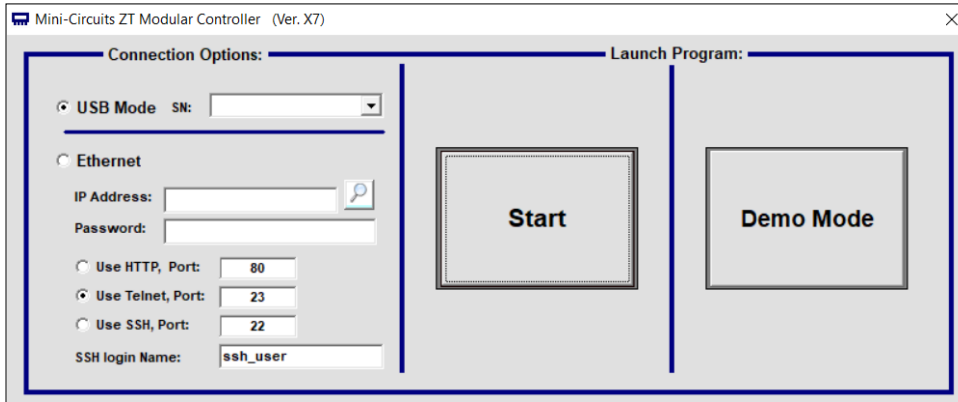 Mini-Circuits ZT Modular Controller (Ver. X7)
Connection Options:
USB Mode SN:
Ethernet
IP Address:
Password:
Use HTTP, Port: 80
Use Telnet, Port: 23
Use SSH, Port: 22
SSH login Name: ssh_user
Launch Program:
Start
Demo Mode